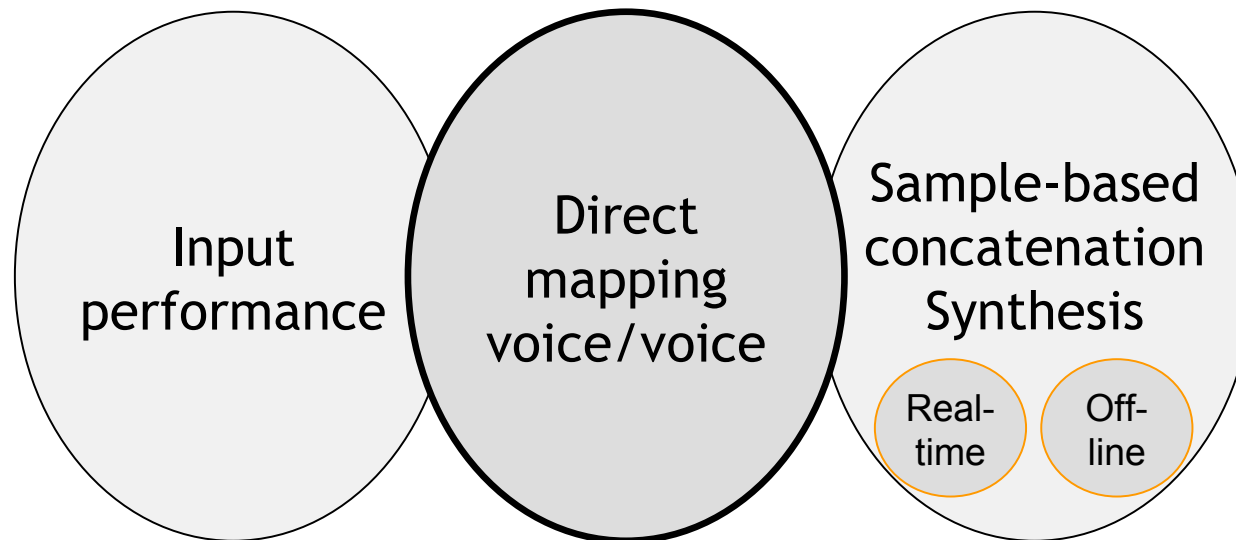 Input
performance
Direct
mapping
voice/voice
Sample-based
concatenation
Synthesis
Real-
time
Off-
line